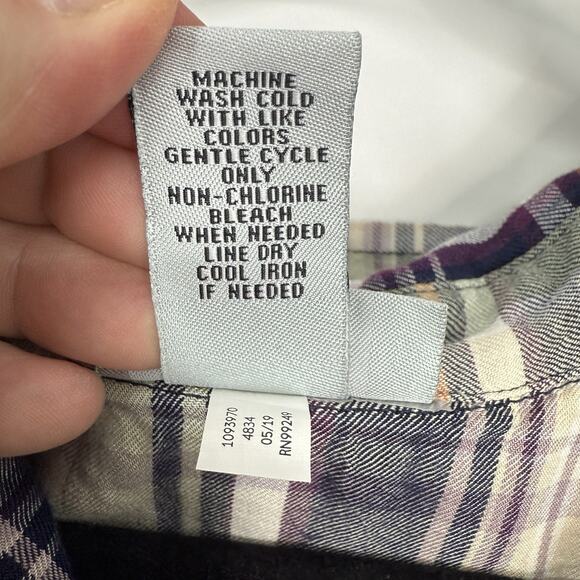 MACHINE
WASH COLD
WITH LIKE
COLORS
GENTLE CYCLE
ONLY
NON-CHLORINE
BLEACH
WHEN NEEDED
LINE DRY
COOL IRON
IF NEEDED
1093970
4834
05/19
RN99249